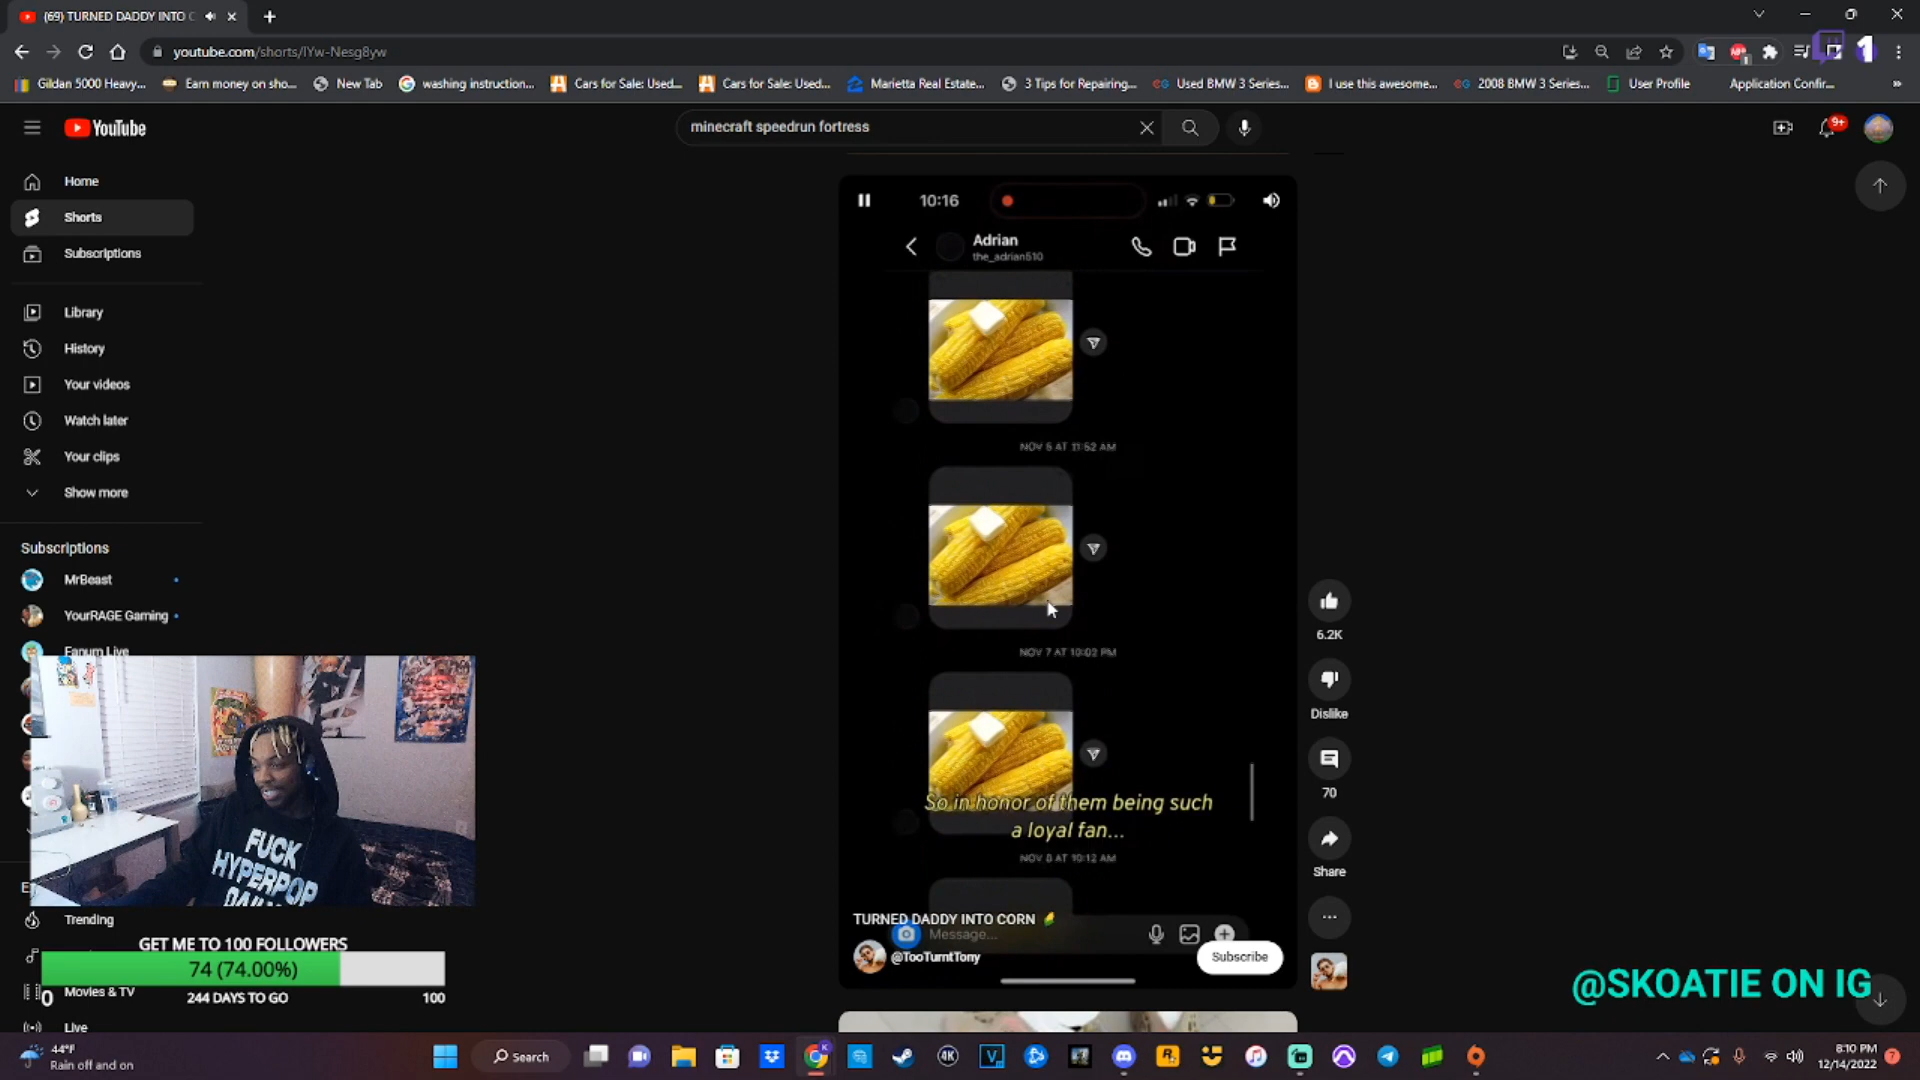 (69) TURNED DADDY INTO C
youtube.com/shorts/lYw-Nesg8yw
Gildan 5000 Heavy...
Earn money on sho...
New Tab
washing instruction...
Cars for Sale: Used...
Cars for Sale: Used...
Marietta Real Estate...
3 Tips for Repairing...
Used BMW 3 Series...
I use this awesome...
2008 BMW 3 Series...
User Profile
Application Confir...
YouTube
minecraft speedrun fortress
9+
Home
Shorts
Subscriptions
Library
History
Your videos
Watch later
Your clips
Show more
Subscriptions
MrBeast
YourRAGE Gaming
Fanum Live
10:16
Adrian
the_adrian510
NOV 6 AT 11:52 AM
NOV 7 AT 10:02 PM
So in honor of them being such
a loyal fan...
NOV 8 AT 10:12 AM
TURNED DADDY INTO CORN
Message...
@TooTurntTony
Subscribe
6.2K
Dislike
70
Share
FUCK
HYPERPOP
Trending
GET ME TO 100 FOLLOWERS
74 (74.00%)
0
244 DAYS TO GO
100
Movies & TV
Live
@SKOATIE ON IG
44°F
Rain off and on
Search
8:10 PM
12/14/2022
7